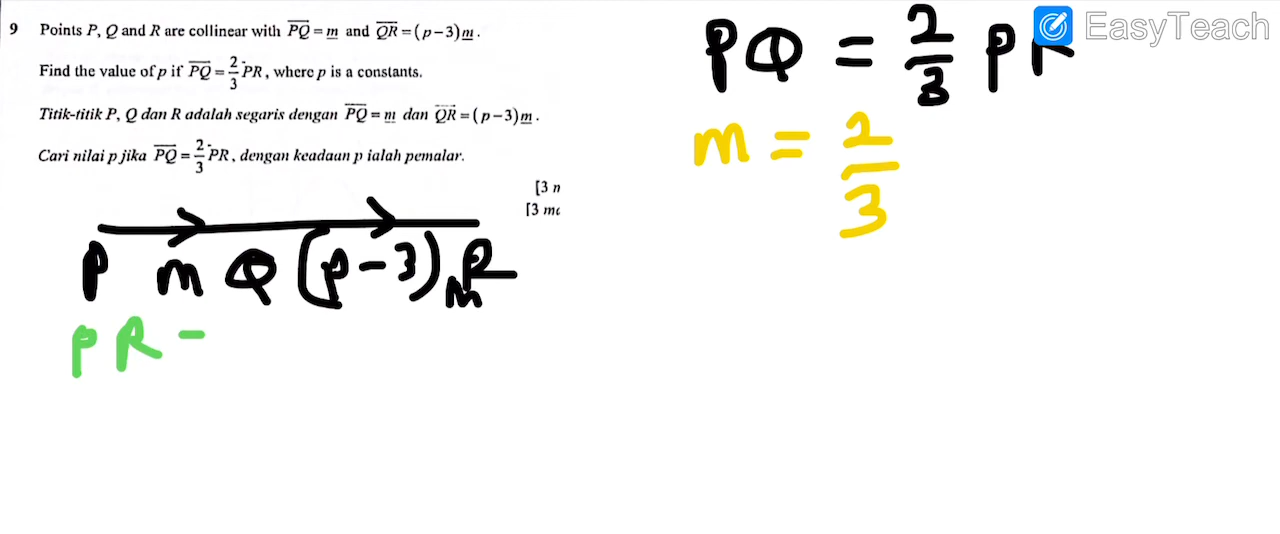 9 Points P, Q and R are collinear with PQ = m and QR = (p-3)m.
Find the value of p if PQ = 2/3 PR, where p is a constants.
Titik-titik P, Q dan R adalah segaris dengan PQ = m dan QR = (p-3)m.
Cari nilai p jika PQ = 2/3 PR, dengan keadaan p ialah pemalar.
[3 m
[3 ma
P m Q (p-3)m R
PR -
PQ = 2/3 PR
m = 2/3
EasyTeach